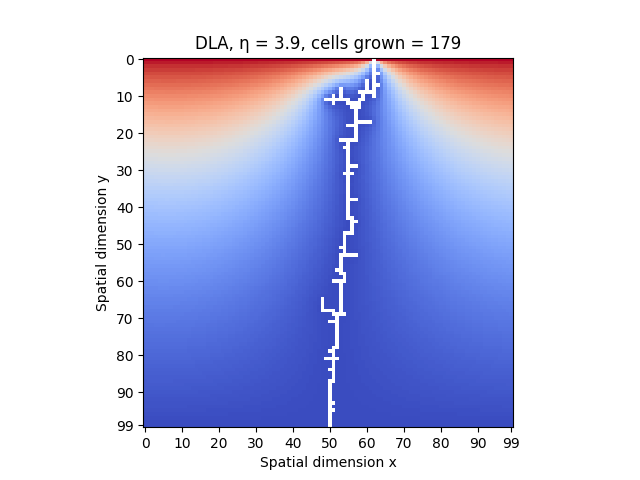 DLA, η = 3.9, cells grown = 179
Spatial dimension y
0
10
20
30
40
50
60
70
80
90
99
0 10 20 30 40 50 60 70 80 90 99
Spatial dimension x